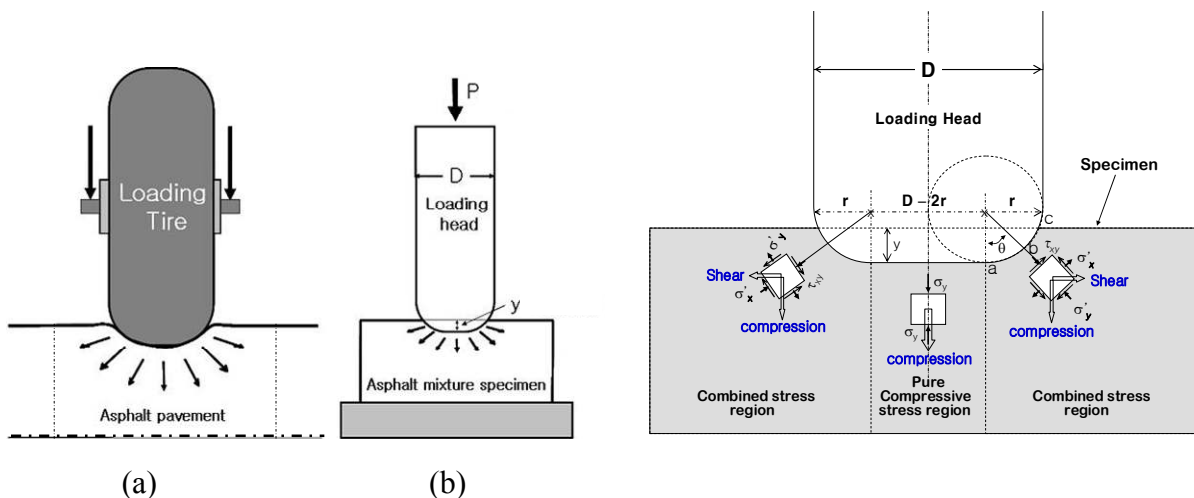 Loading
Tire
Asphalt pavement
(a)
P
D
Loading
head
y
Asphalt mixture specimen
(b)
D
Loading Head
Specimen
r
D – 2r
r
c
y
θ
b
a
σ'y
τxy
Shear
σ'x
compression
σy
σy
compression
τxy
σ'x
Shear
σ'y
compression
Combined stress
region
Pure
Compressive
stress region
Combined stress
region